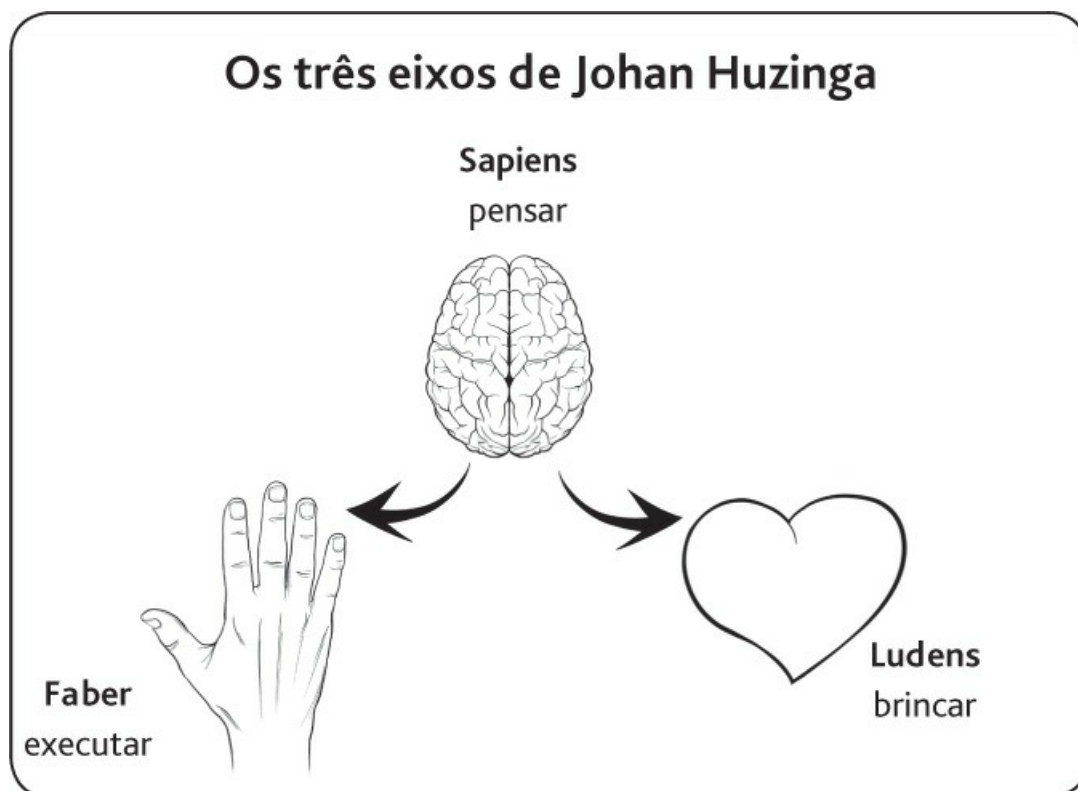 Os três eixos de Johan Huzinga
Sapiens
pensar
Faber
executar
Ludens
brincar